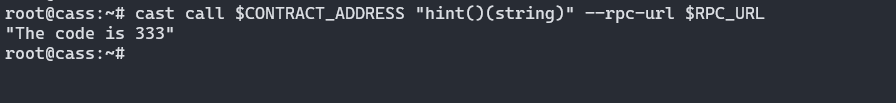 root@cass:~# cast call $CONTRACT_ADDRESS "hint()(string)" --rpc-url $RPC_URL
"The code is 333"
root@cass:~#